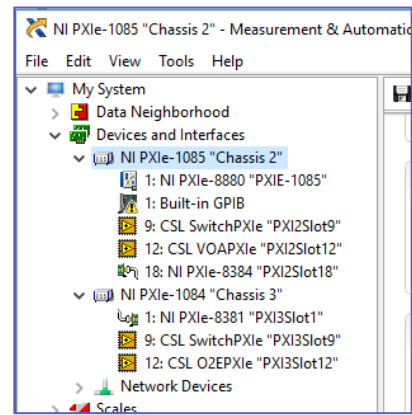 NI PXIe-1085 "Chassis 2" - Measurement & Automatic
File Edit View Tools Help
My System
Data Neighborhood
Devices and Interfaces
NI PXIe-1085 "Chassis 2"
1: NI PXIe-8880 "PXIE-1085"
1: Built-in GPIB
9: CSL SwitchPXIe "PXI2Slot9"
12: CSL VOAPXIe "PXI2Slot12"
18: NI PXIe-8384 "PXI2Slot18"
NI PXIe-1084 "Chassis 3"
1: NI PXIe-8381 "PXI3Slot1"
9: CSL SwitchPXIe "PXI3Slot9"
12: CSL O2EPXIe "PXI3Slot12"
Network Devices
Scales